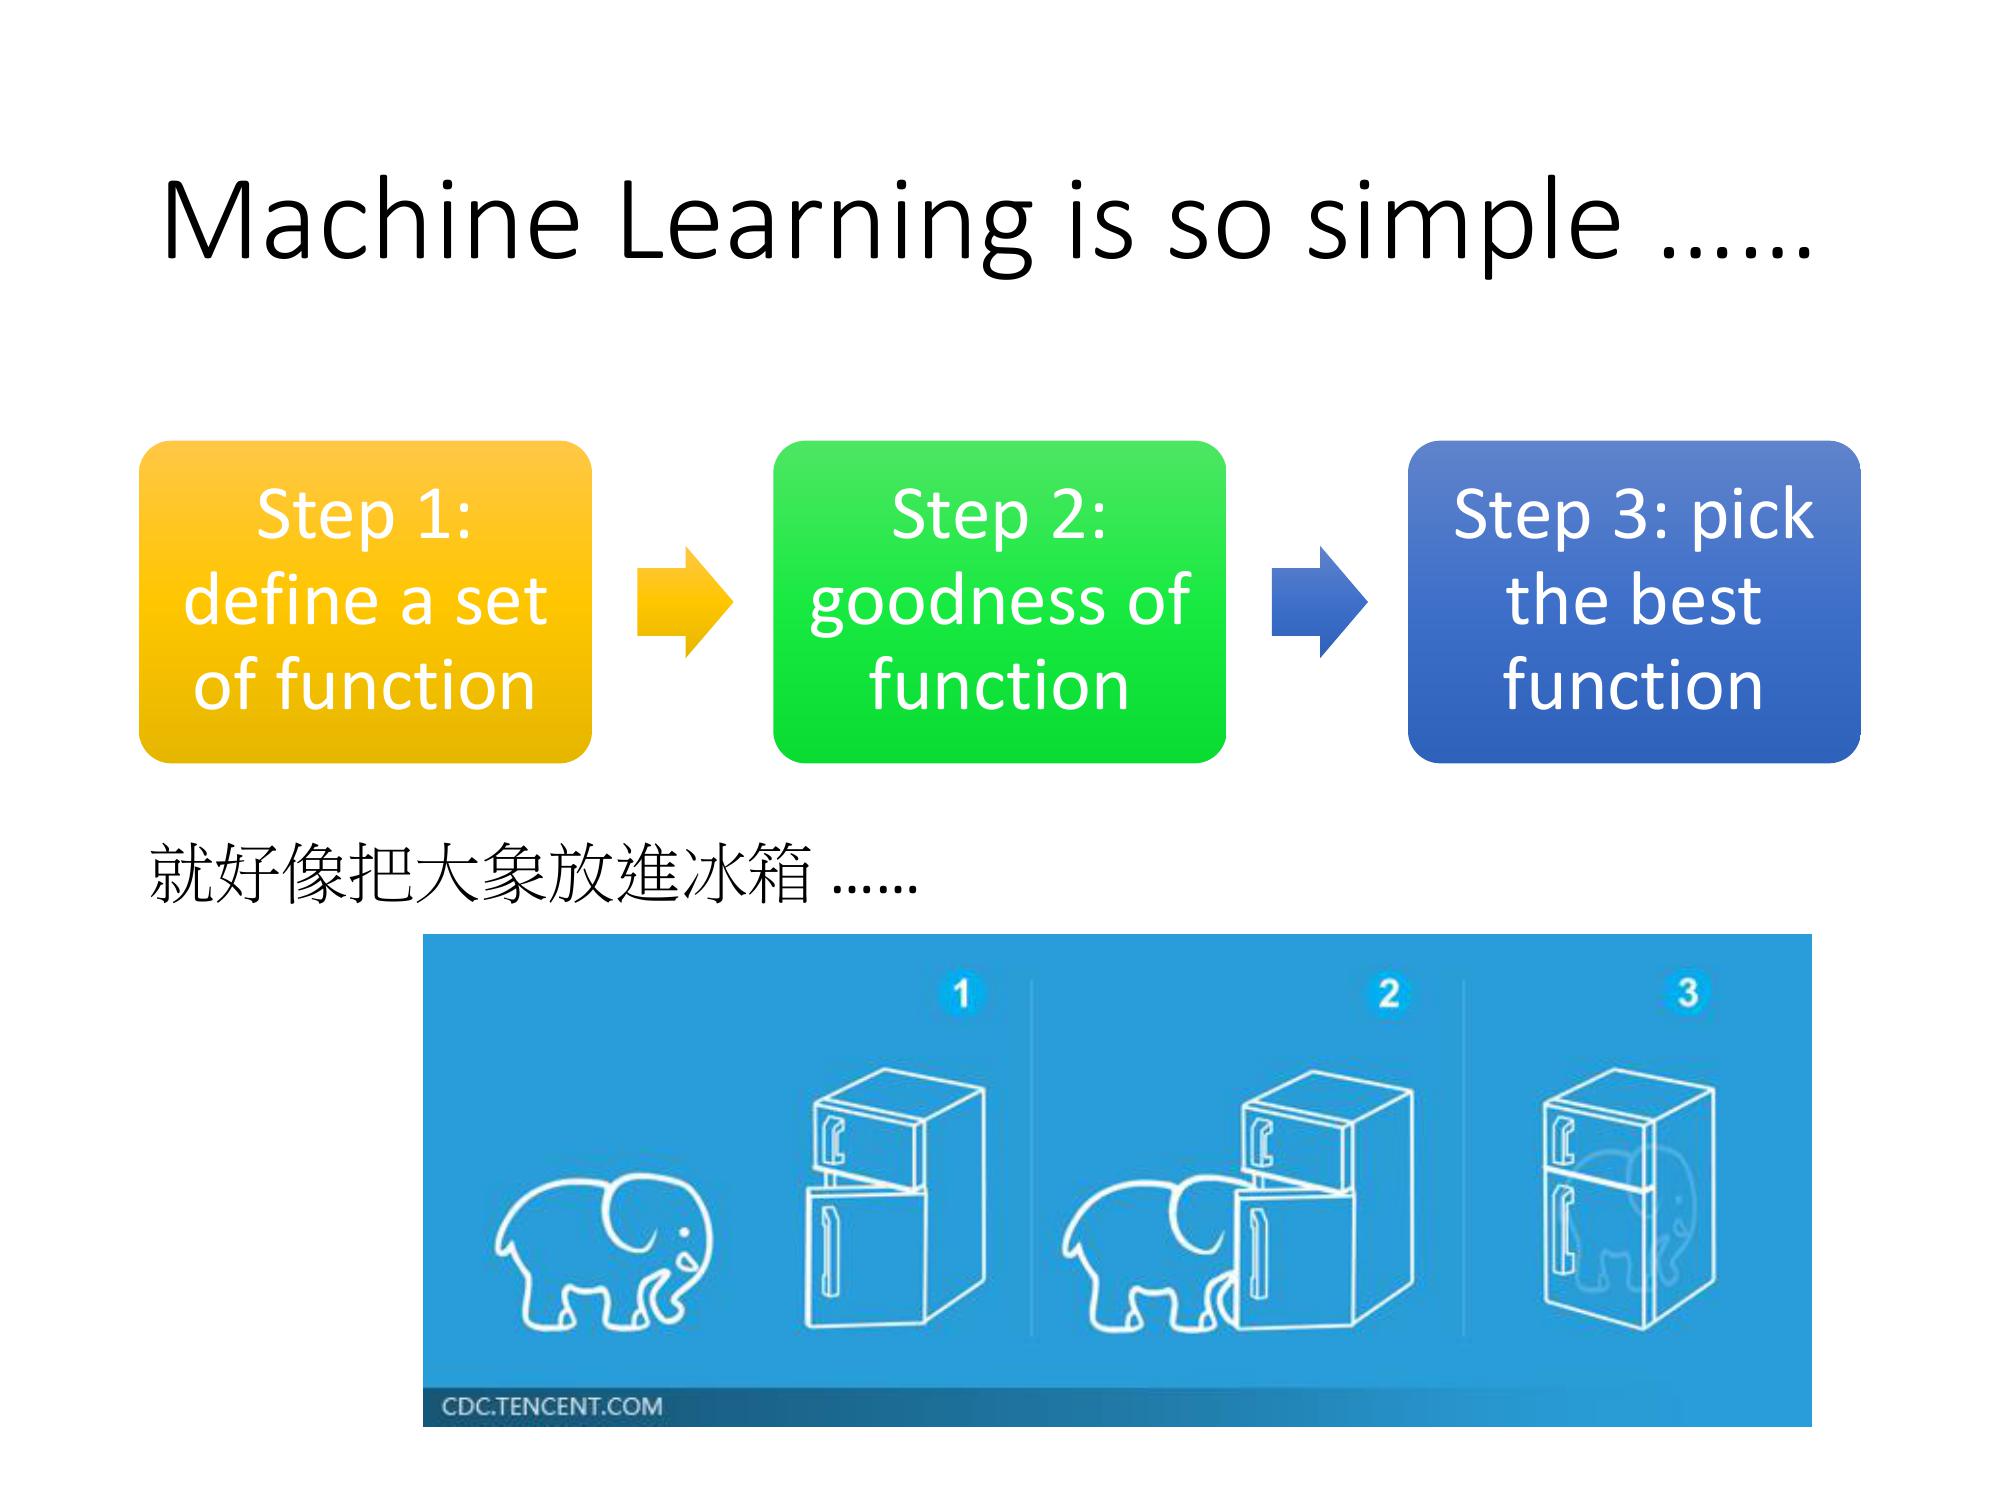 Machine Learning is so simple ……
Step 1:
define a set
of function
Step 2:
goodness of
function
Step 3: pick
the best
function
就好像把大象放進冰箱 ……
1
2
3
CDC.TENCENT.COM